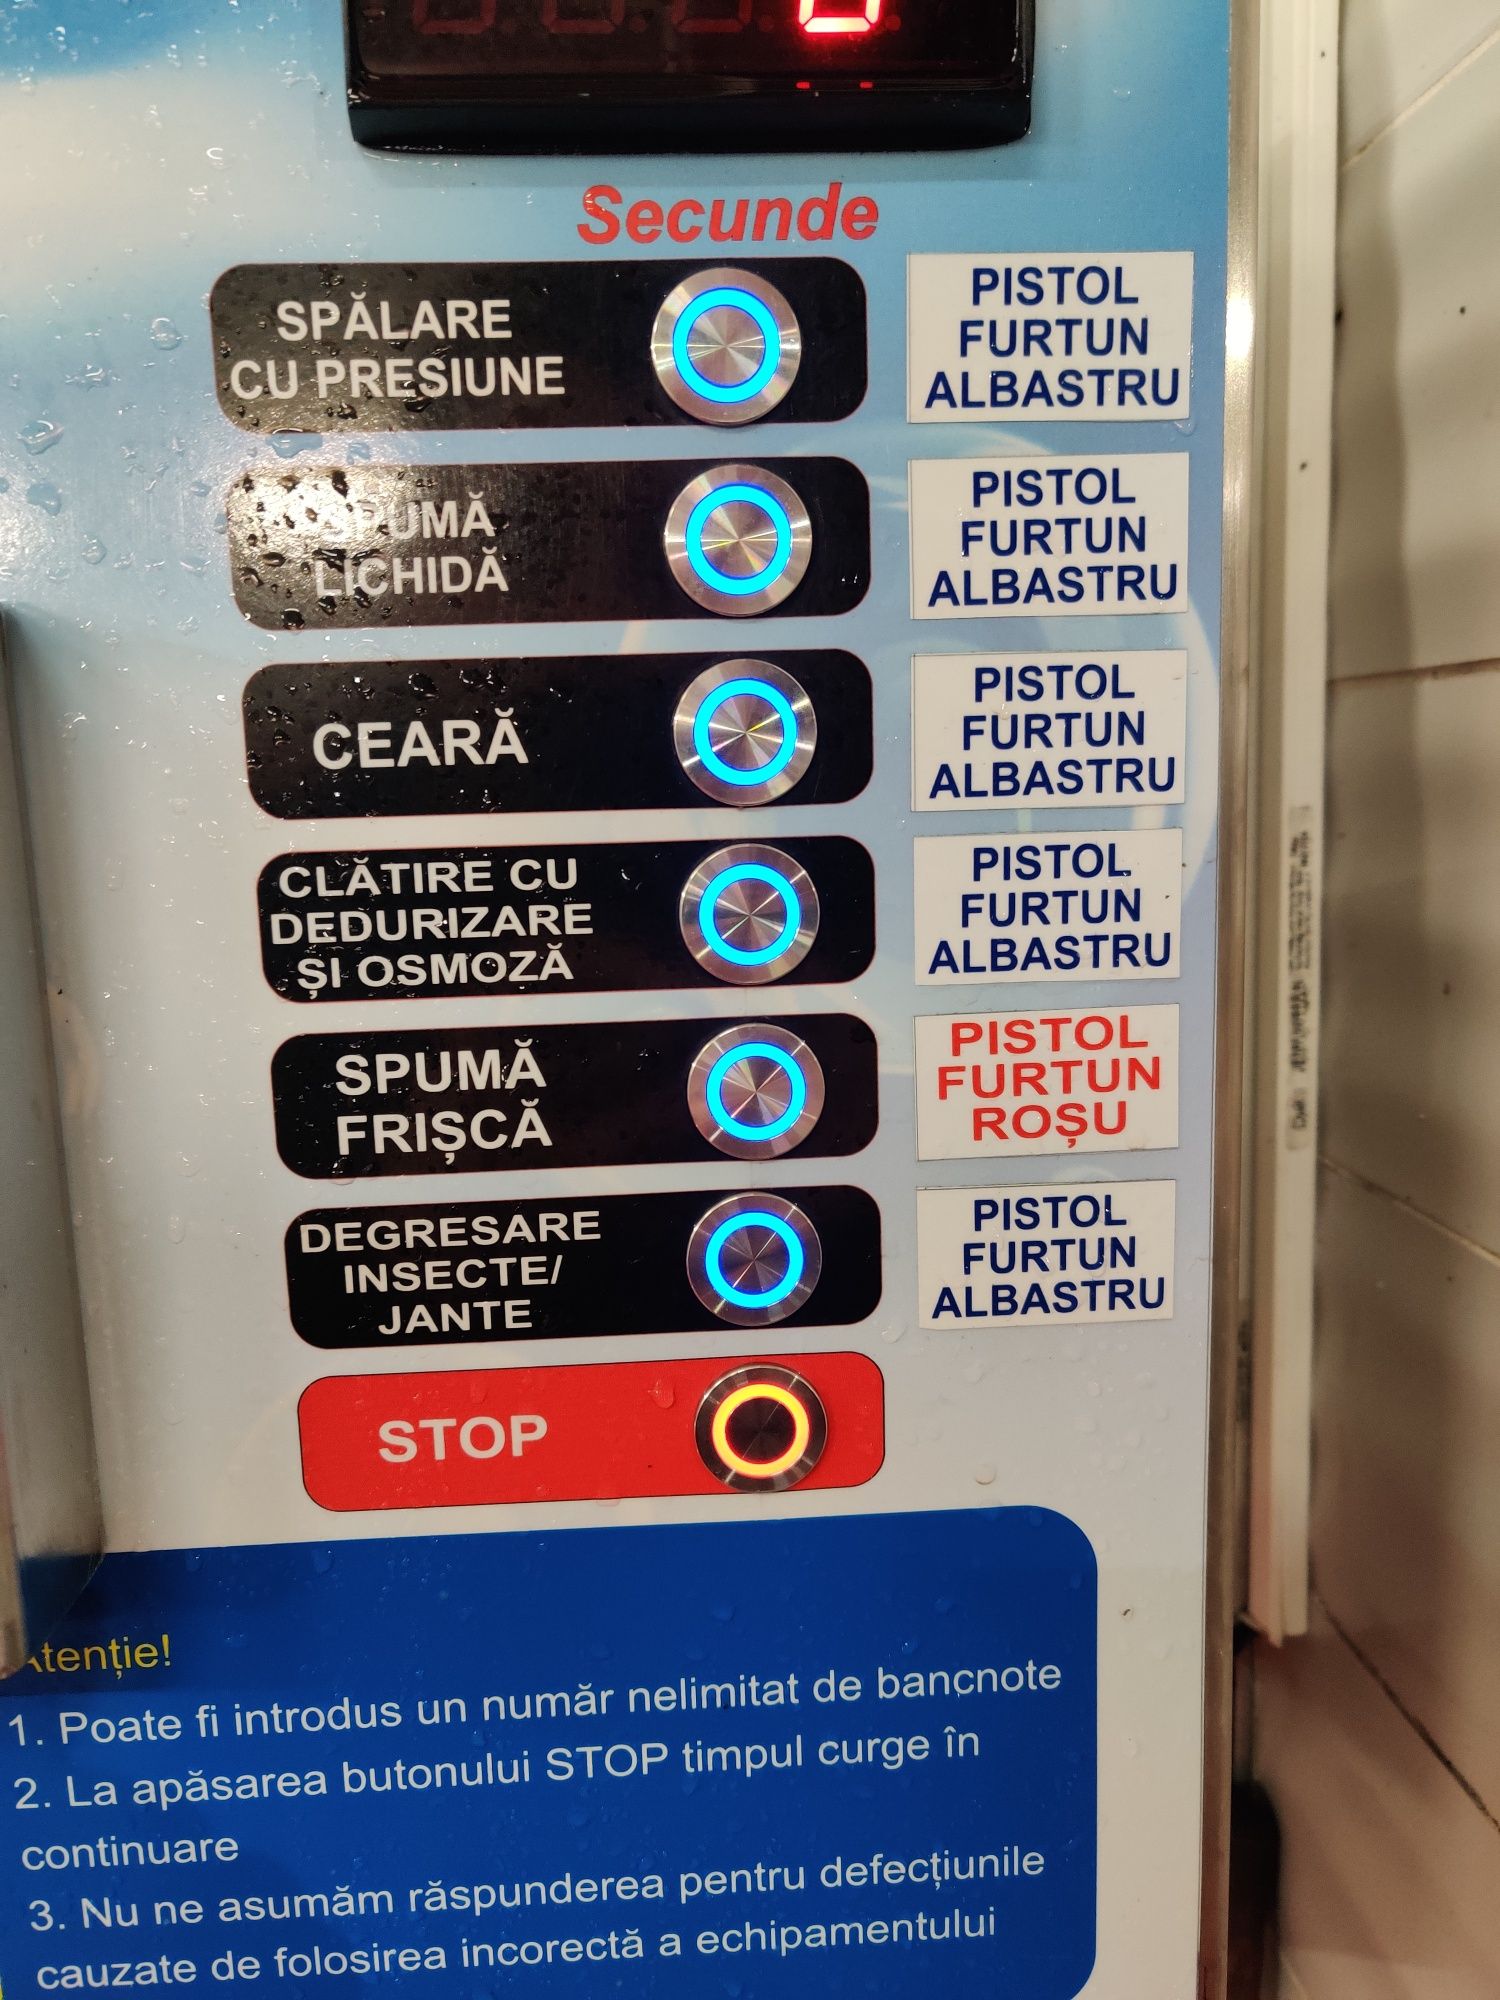 Secunde
SPĂLARE
CU PRESIUNE
PISTOL
FURTUN
ALBASTRU
SPUMĂ
LICHIDĂ
PISTOL
FURTUN
ALBASTRU
CEARĂ
PISTOL
FURTUN
ALBASTRU
CLĂTIRE CU
DEDURIZARE
ȘI OSMOZĂ
PISTOL
FURTUN
ALBASTRU
SPUMĂ
FRIȘCĂ
PISTOL
FURTUN
ROȘU
DEGRESARE
INSECTE/
JANTE
PISTOL
FURTUN
ALBASTRU
STOP
Atenție!
1. Poate fi introdus un număr nelimitat de bancnote
2. La apăsarea butonului STOP timpul curge în
continuare
3. Nu ne asumăm răspunderea pentru defecțiunile
cauzate de folosirea incorectă a echipamentului